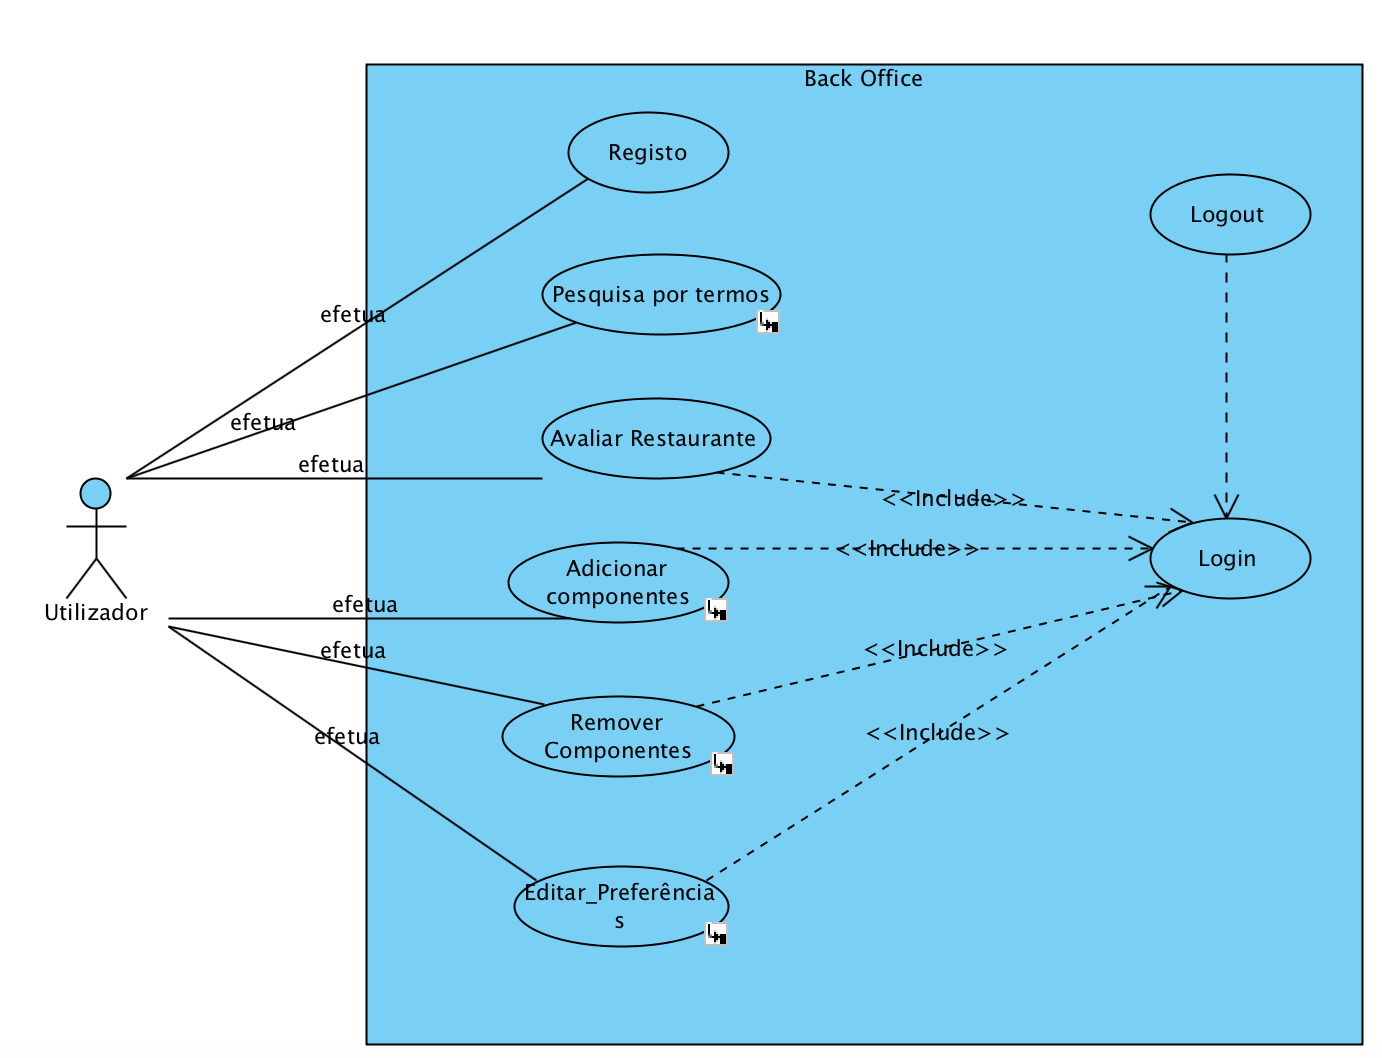 Back Office
Registo
Logout
Pesquisa por termos
efetua
efetua
Avaliar Restaurante
efetua
<<Include>>
<<Include>>
Login
Adicionar
componentes
efetua
Utilizador
efetua
<<Include>>
Remover
Componentes
efetua
<<Include>>
Editar_Preferência
s